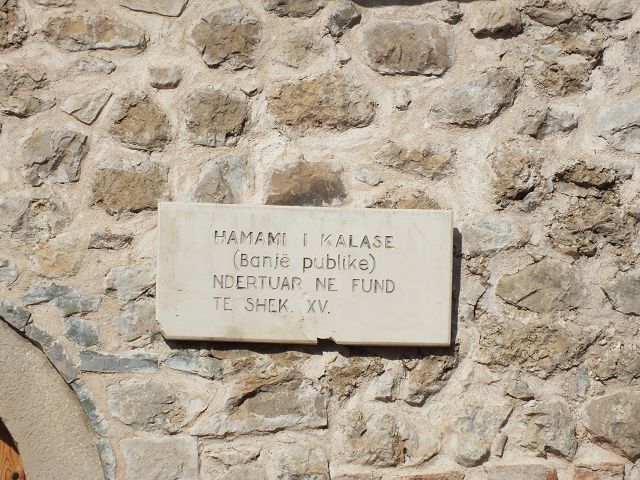 HAMAMI I KALASE
(Banjë publike)
NDERTUAR NE FUND
TE SHEK. XV.